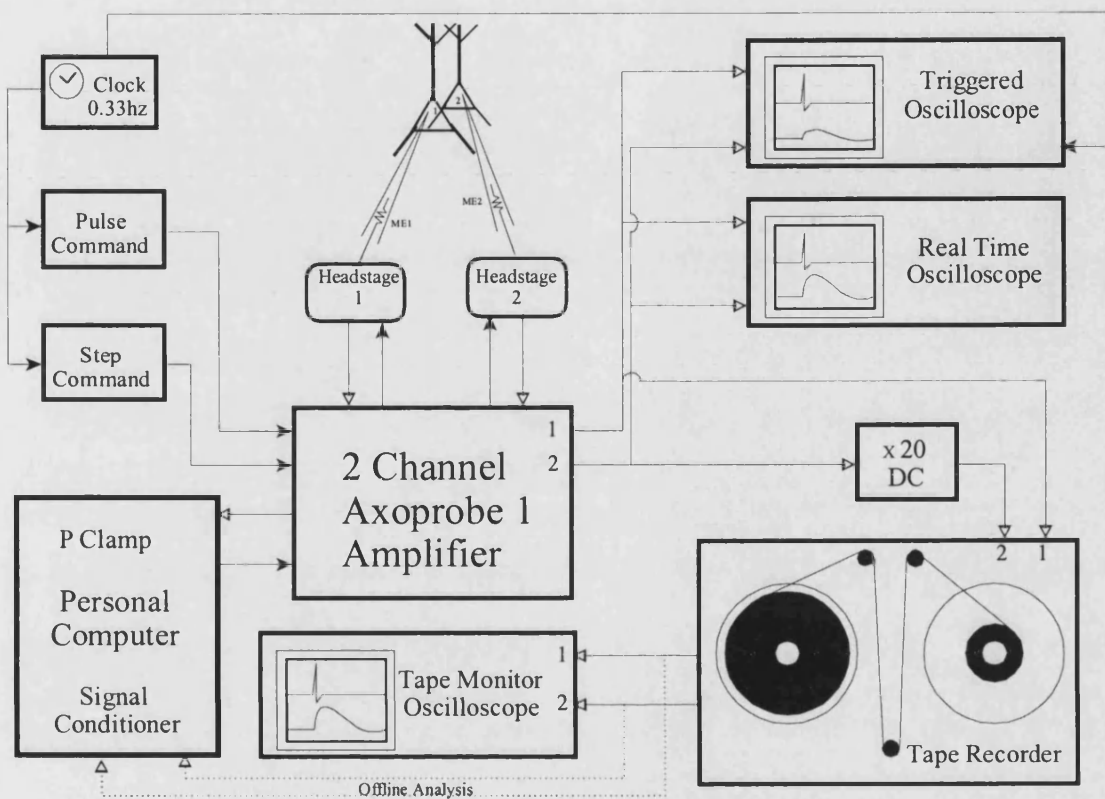 Clock
0.33hz
1
2
Triggered
Oscilloscope
Pulse
Command
ME1
ME2
Real Time
Oscilloscope
Headstage
1
Headstage
2
Step
Command
1
2
2 Channel
Axoprobe 1
Amplifier
x 20
DC
P Clamp
Personal
Computer
Signal
Conditioner
2 1
1
2
Tape Monitor
Oscilloscope
Tape Recorder
Offline Analysis